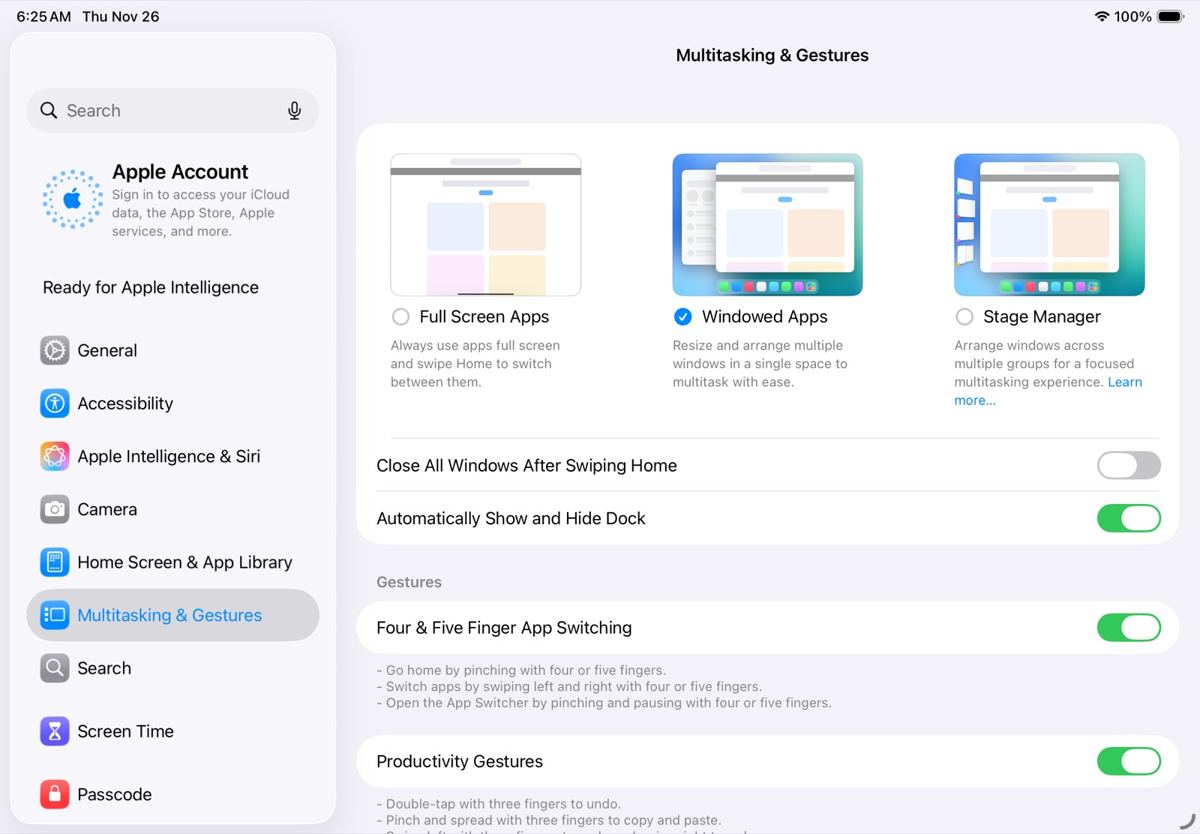 6:25 AM Thu Nov 26
100%
Search
Apple Account
Sign in to access your iCloud
data, the App Store, Apple
services, and more.
Ready for Apple Intelligence
General
Accessibility
Apple Intelligence & Siri
Camera
Home Screen & App Library
Multitasking & Gestures
Search
Screen Time
Passcode
Multitasking & Gestures
Full Screen Apps
Always use apps full screen
and swipe Home to switch
between them.
Windowed Apps
Resize and arrange multiple
windows in a single space to
multitask with ease.
Stage Manager
Arrange windows across
multiple groups for a focused
multitasking experience. Learn
more...
Close All Windows After Swiping Home
Automatically Show and Hide Dock
Gestures
Four & Five Finger App Switching
- Go home by pinching with four or five fingers.
- Switch apps by swiping left and right with four or five fingers.
- Open the App Switcher by pinching and pausing with four or five fingers.
Productivity Gestures
- Double-tap with three fingers to undo.
- Pinch and spread with three fingers to copy and paste.